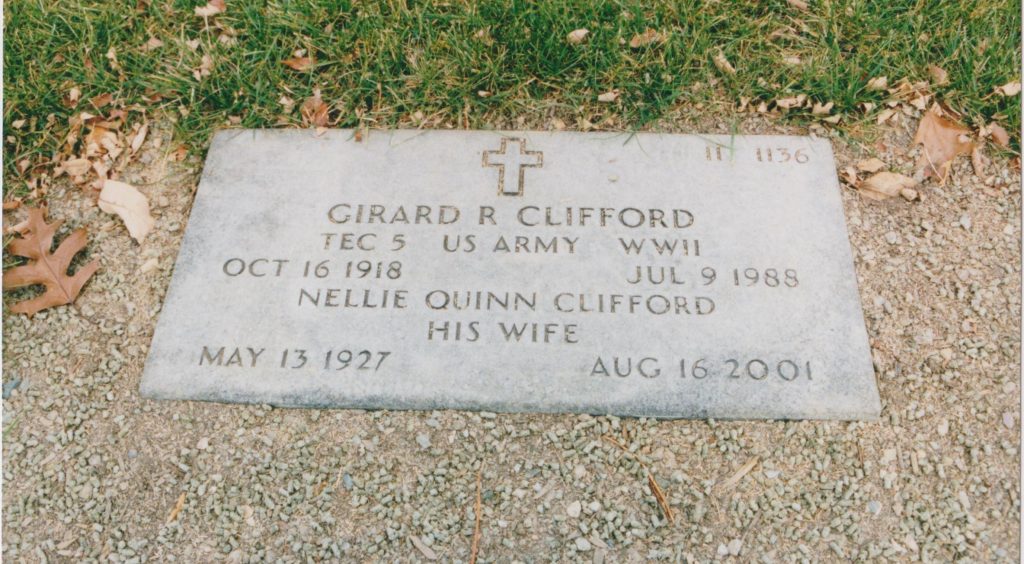 11 1136
GIRARD R CLIFFORD
TEC 5 US ARMY WWII
OCT 16 1918 JUL 9 1988
NELLIE QUINN CLIFFORD
HIS WIFE
MAY 13 1927 AUG 16 2001